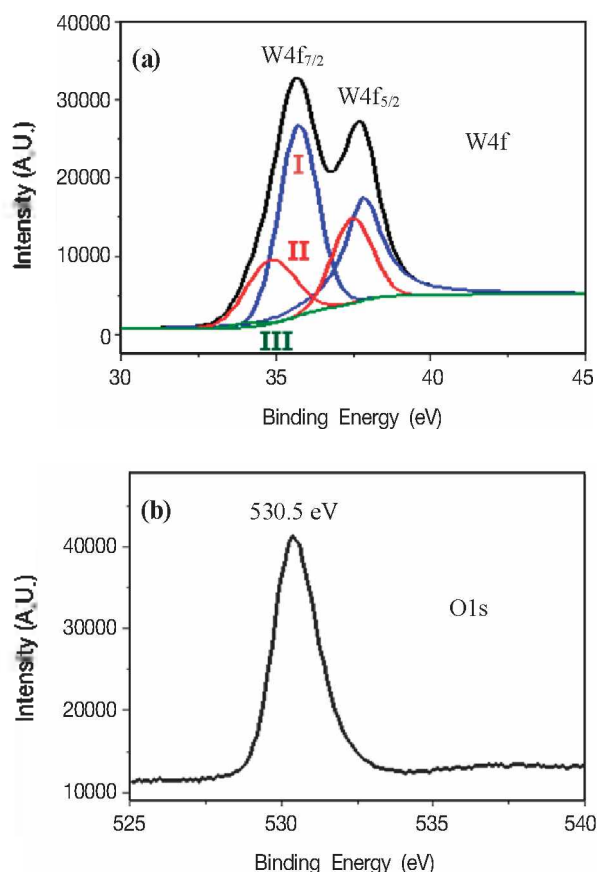 (a)
W4f7/2
W4f5/2
W4f
I
II
III
Intensity (A.U.)
40000
30000
20000
10000
0
30
35
40
45
Binding Energy (eV)
(b)
530.5 eV
O1s
Intensity (A.U.)
40000
30000
20000
10000
525
530
535
540
Binding Energy (eV)